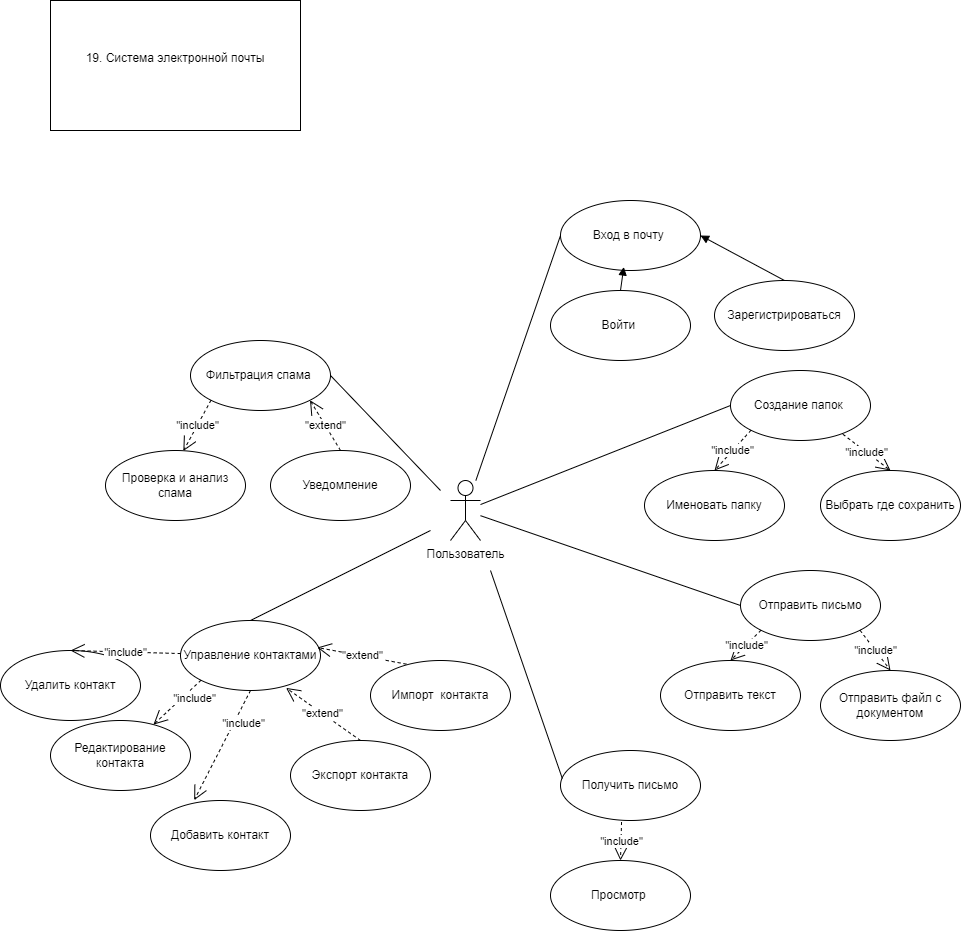 19. Система электронной почты
Вход в почту
Войти
Зарегистрироваться
Фильтрация спама
"include"
"extend"
Проверка и анализ
спама
Уведомление
Создание папок
"include"
"include"
Именовать папку
Выбрать где сохранить
Пользователь
Отправить письмо
"include"
"include"
Отправить текст
Отправить файл с
документом
Управление контактами
"include"
"extend"
"include"
"include"
"extend"
Удалить контакт
Импорт контакта
Редактирование
контакта
Экспорт контакта
Добавить контакт
Получить письмо
"include"
Просмотр